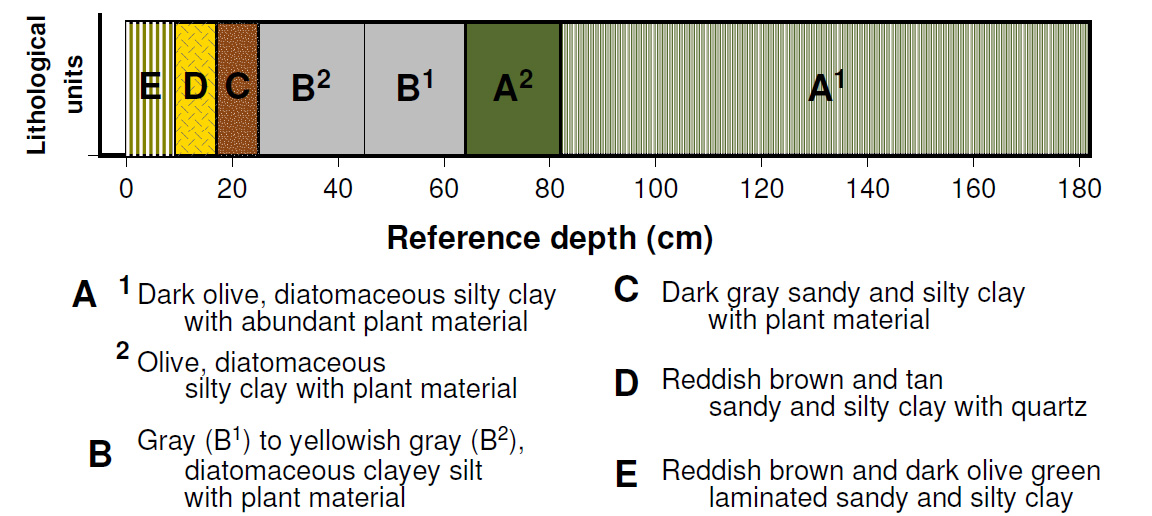 Lithological
units
E D C B² B¹ A² A¹
0 20 40 60 80 100 120 140 160 180
Reference depth (cm)
A ¹ Dark olive, diatomaceous silty clay
with abundant plant material
² Olive, diatomaceous
silty clay with plant material
B Gray (B¹) to yellowish gray (B²),
diatomaceous clayey silt
with plant material
C Dark gray sandy and silty clay
with plant material
D Reddish brown and tan
sandy and silty clay with quartz
E Reddish brown and dark olive green
laminated sandy and silty clay